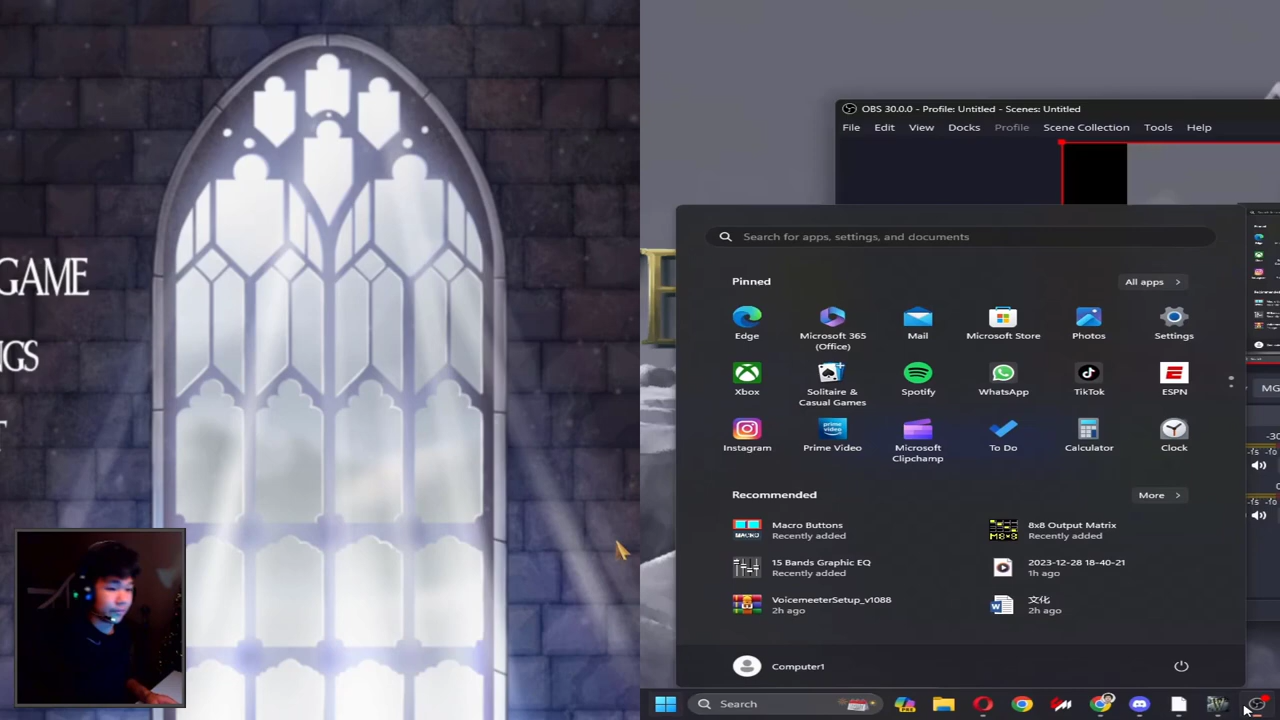 GAME
NGS
OBS 30.0.0 - Profile: Untitled - Scenes: Untitled
File Edit View Docks Profile Scene Collection Tools Help
Search for apps, settings, and documents
Pinned
All apps
Edge
Microsoft 365 (Office)
Mail
Microsoft Store
Photos
Settings
Xbox
Solitaire & Casual Games
Spotify
WhatsApp
TikTok
ESPN
Instagram
Prime Video
Microsoft Clipchamp
To Do
Calculator
Clock
MG
Recommended
More
Macro Buttons
Recently added
8x8 Output Matrix
Recently added
15 Bands Graphic EQ
Recently added
2023-12-28 18-40-21
1h ago
VoicemeeterSetup_v1088
2h ago
文化
2h ago
Computer1
Search